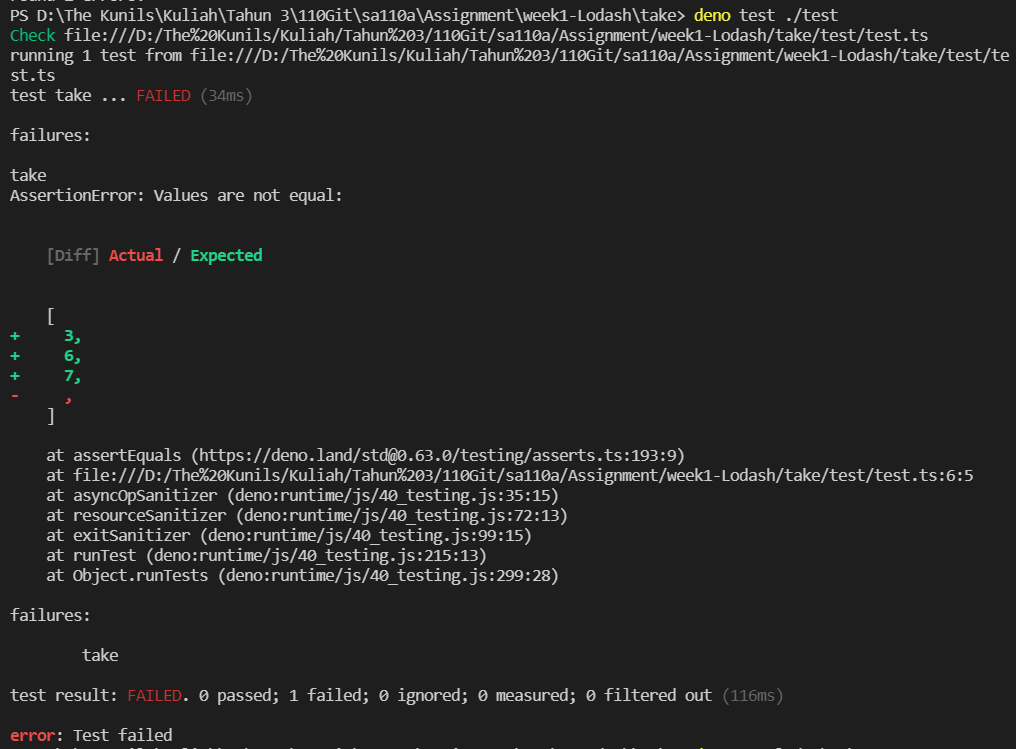 PS D:\The Kunils\Kuliah\Tahun 3\110Git\sa110a\Assignment\week1-Lodash\take> deno test ./test
Check file:///D:/The%20Kunils/Kuliah/Tahun%203/110Git/sa110a/Assignment/week1-Lodash/take/test/test.ts
running 1 test from file:///D:/The%20Kunils/Kuliah/Tahun%203/110Git/sa110a/Assignment/week1-Lodash/take/test/te
st.ts
test take ... FAILED (34ms)
failures:
take
AssertionError: Values are not equal:
[Diff] Actual / Expected
[
+ 3,
+ 6,
+ 7,
- ,
]
at assertEquals (https://deno.land/std@0.63.0/testing/asserts.ts:193:9)
at file:///D:/The%20Kunils/Kuliah/Tahun%203/110Git/sa110a/Assignment/week1-Lodash/take/test/test.ts:6:5
at asyncOpSanitizer (deno:runtime/js/40_testing.js:35:15)
at resourceSanitizer (deno:runtime/js/40_testing.js:72:13)
at exitSanitizer (deno:runtime/js/40_testing.js:99:15)
at runTest (deno:runtime/js/40_testing.js:215:13)
at Object.runTests (deno:runtime/js/40_testing.js:299:28)
failures:
take
test result: FAILED. 0 passed; 1 failed; 0 ignored; 0 measured; 0 filtered out (116ms)
error: Test failed